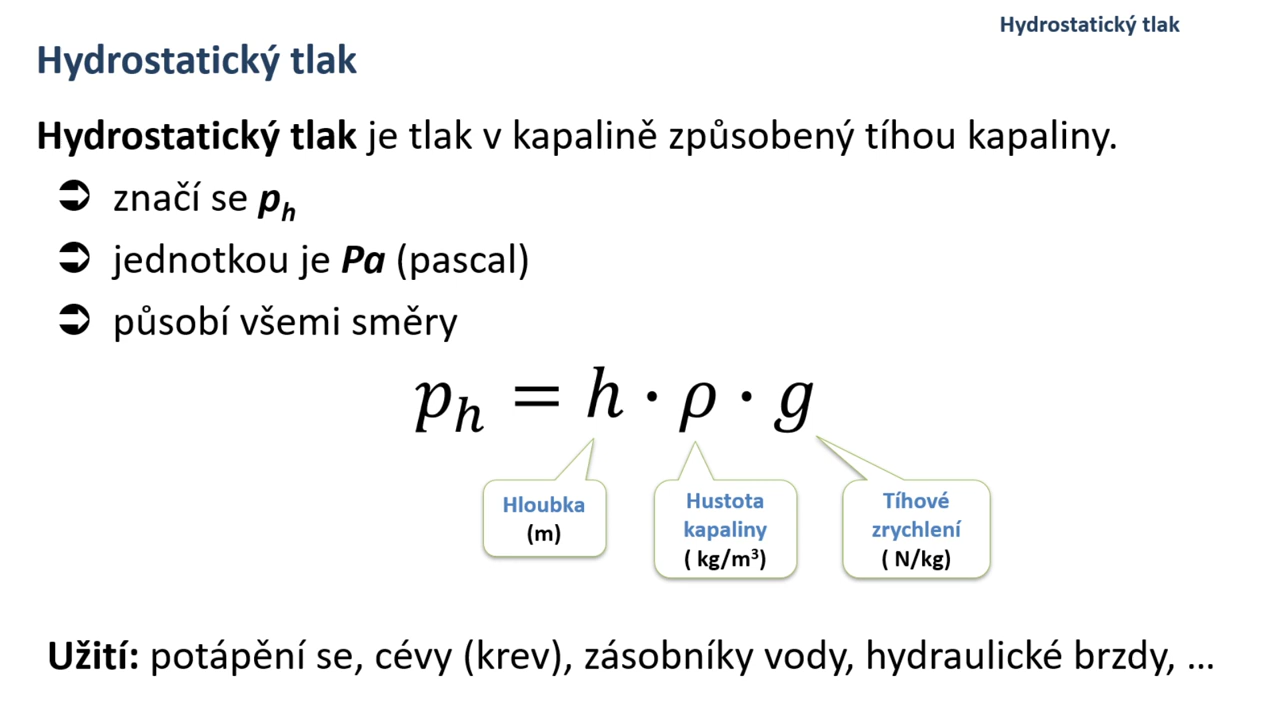 Hydrostatický tlak
Hydrostatický tlak
Hydrostatický tlak je tlak v kapalině způsobený tíhou kapaliny.
➲ značí se pₕ
➲ jednotkou je Pa (pascal)
➲ působí všemi směry
pₕ = h · ρ · g
Hloubka
(m)
Hustota
kapaliny
( kg/m³)
Tíhové
zrychlení
( N/kg)
Užití: potápění se, cévy (krev), zásobníky vody, hydraulické brzdy, ...